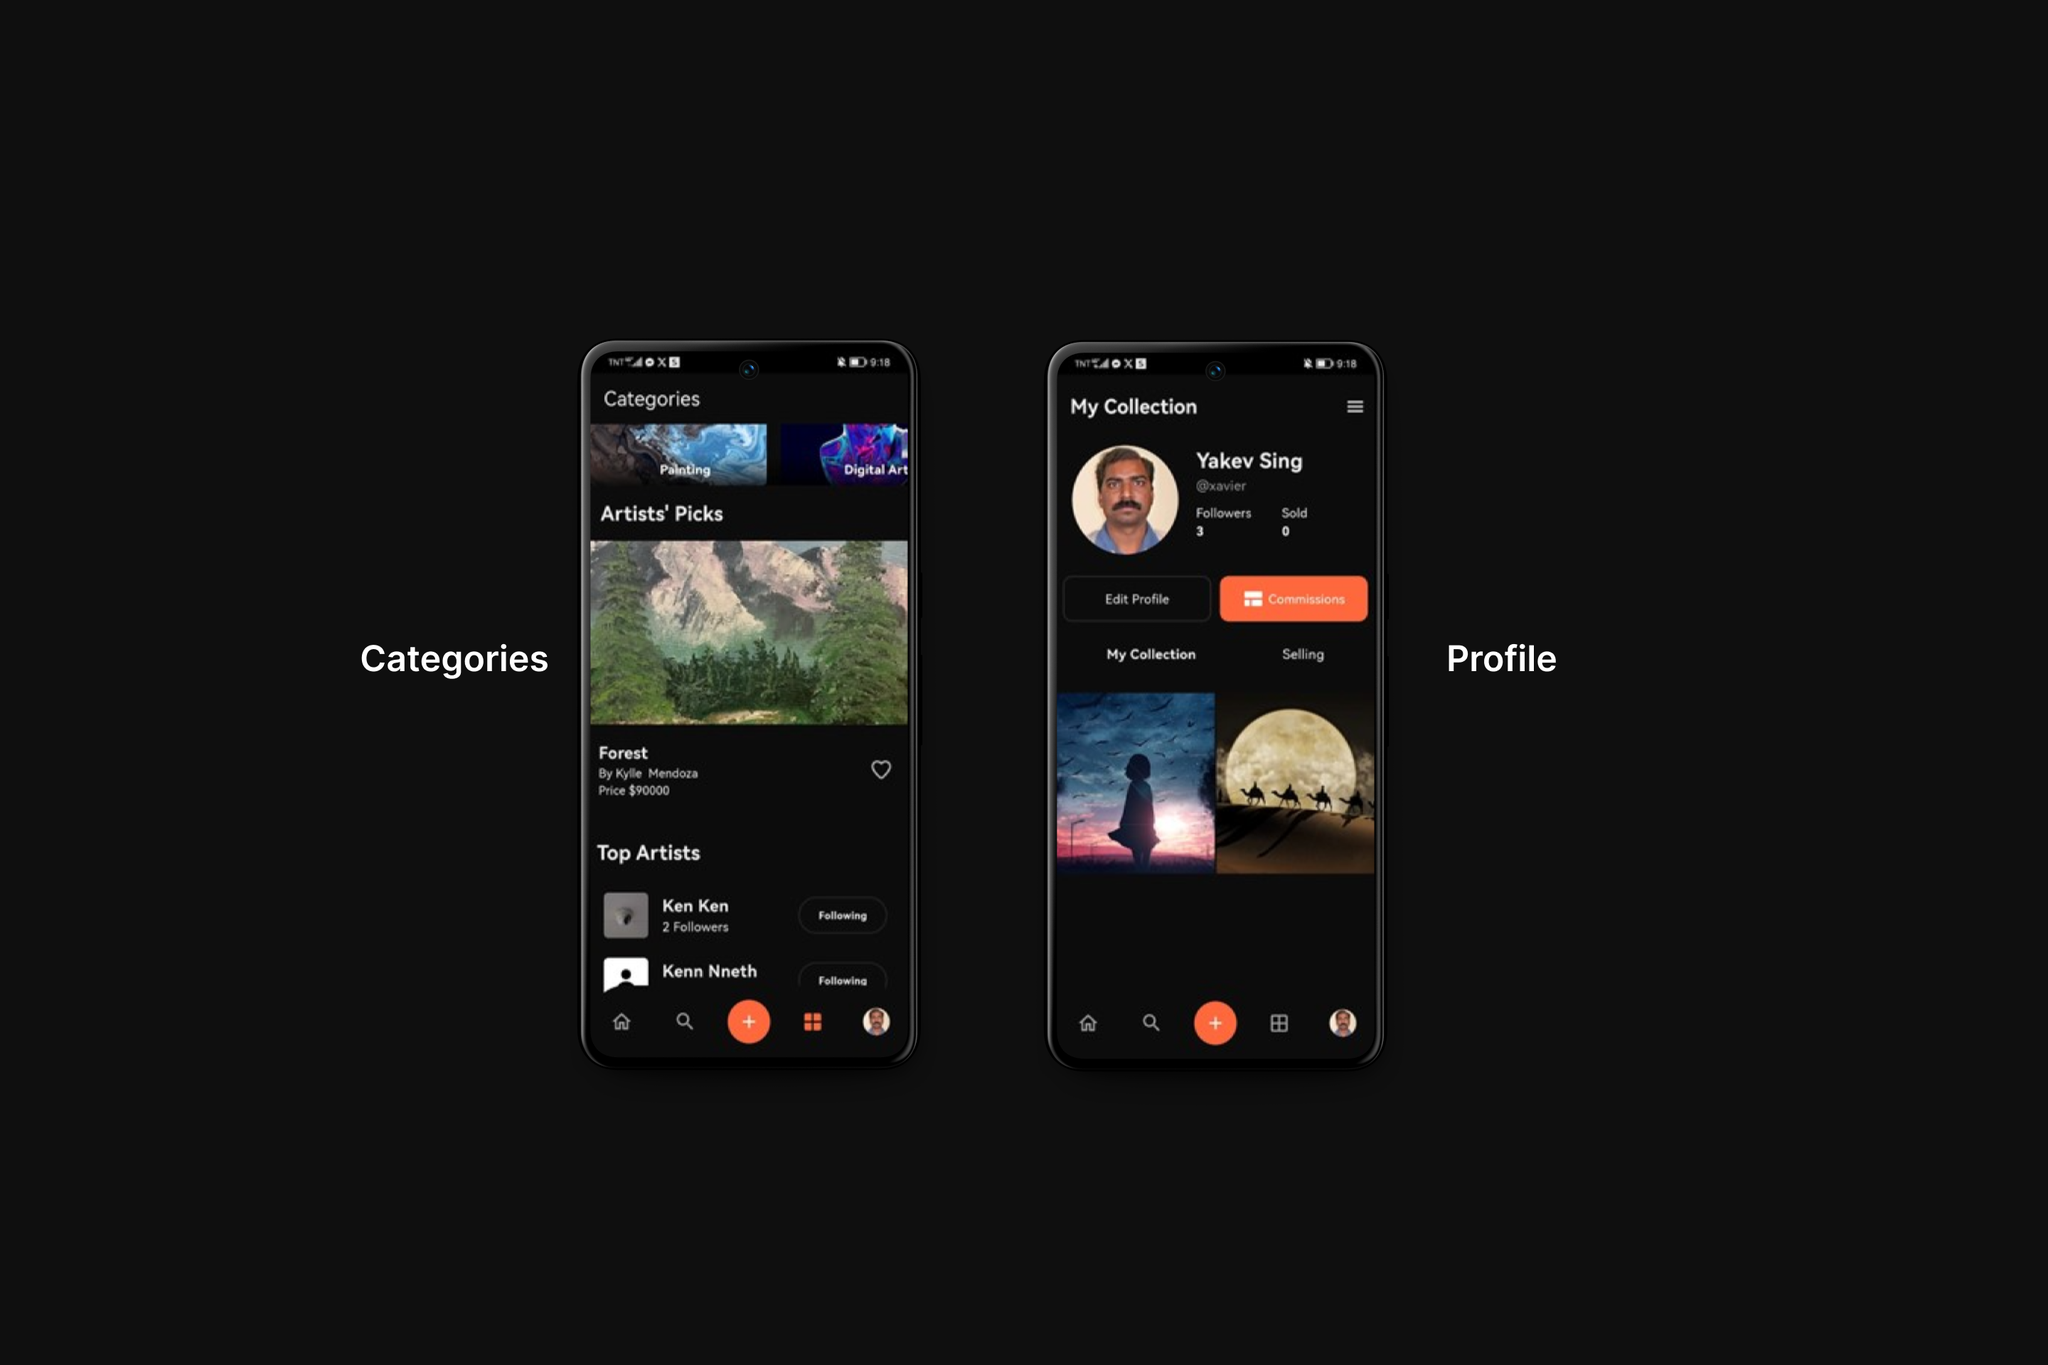 Categories
TNT
9:18
Categories
Painting
Digital Art
Artists' Picks
Forest
By Kylle Mendoza
Price $90000
Top Artists
Ken Ken
2 Followers
Following
Kenn Nneth
Following
TNT
9:18
My Collection
Yakev Sing
@xavier
Followers
Sold
3
0
Edit Profile
Commissions
My Collection
Selling
Profile